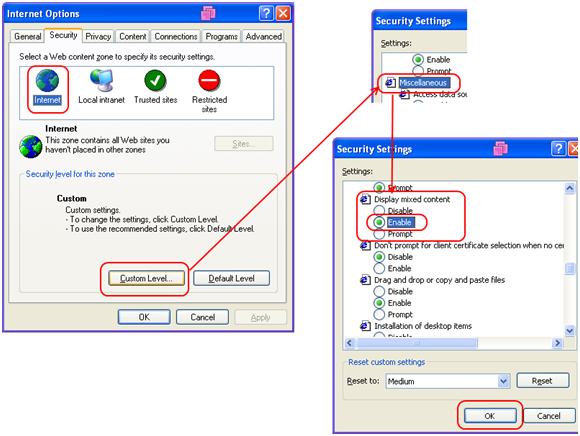 Internet Options
General Security Privacy Content Connections Programs Advanced
Select a Web content zone to specify its security settings.
Internet Local intranet Trusted sites Restricted
sites
Internet
This zone contains all Web sites you
haven't placed in other zones
Sites...
Security level for this zone
Custom
Custom settings.
- To change the settings, click Custom Level.
- To use the recommended settings, click Default Level.
Custom Level... Default Level
OK Cancel Apply
Security Settings
Settings:
Enable
Prompt
Miscellaneous
Access data sou
Security Settings
Settings:
Prompt
Display mixed content
Disable
Enable
Prompt
Don't prompt for client certificate selection when no cer
Disable
Enable
Drag and drop or copy and paste files
Disable
Enable
Prompt
Installation of desktop items
Disable
Reset custom settings
Reset to: Medium Reset
OK Cancel